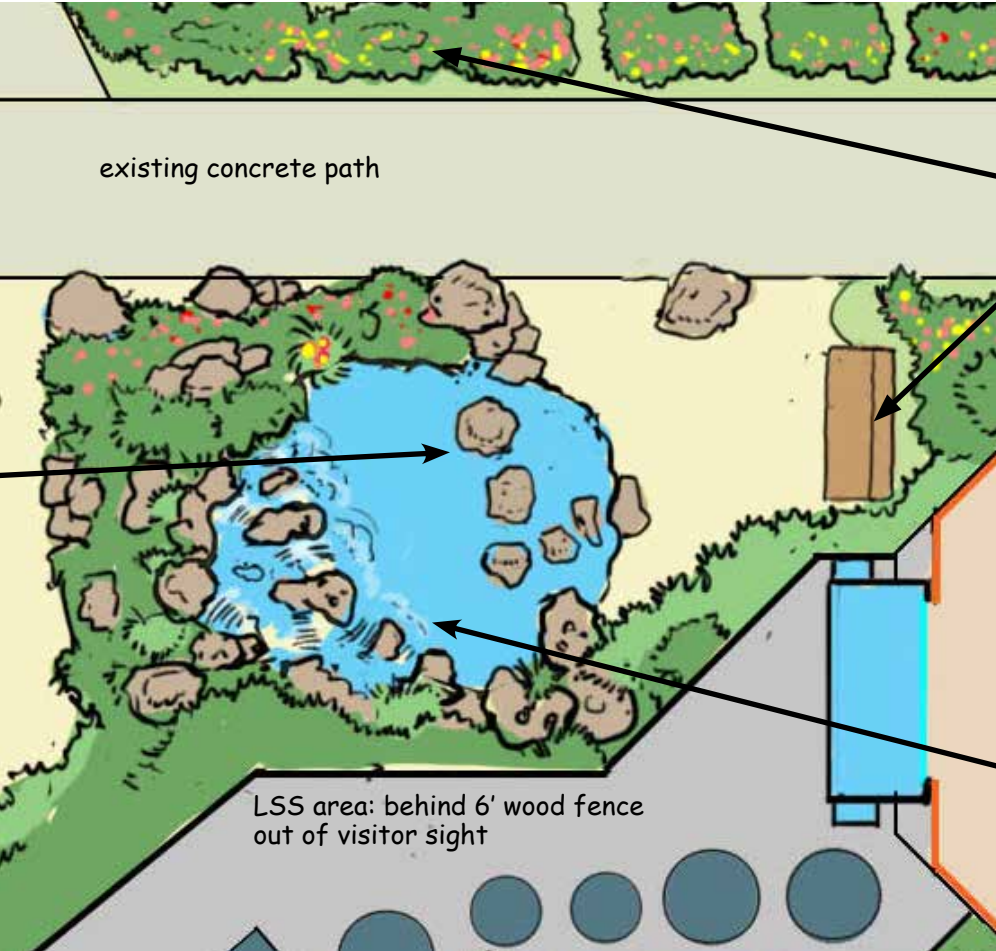 existing concrete path
LSS area: behind 6’ wood fence
out of visitor sight